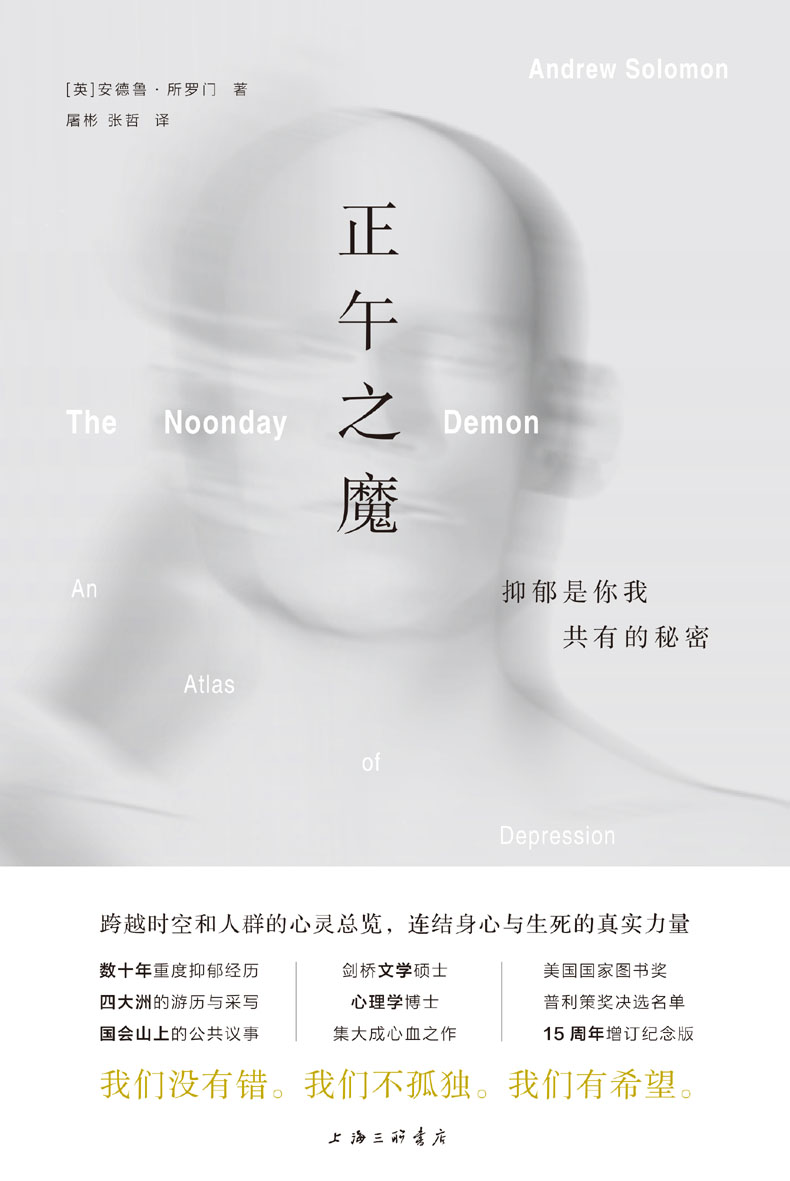 Andrew Solomon
[英]安德鲁·所罗门 著
屠彬 张哲 译
正午之魔
The Noonday Demon
抑郁是你我
共有的秘密
An
Atlas
of
Depression
跨越时空和人群的心灵总览，连结身心与生死的真实力量
数十年重度抑郁经历
四大洲的游历与采写
国会山上的公共议事
剑桥文学硕士
心理学博士
集大成心血之作
美国国家图书奖
普利策奖决选名单
15周年增订纪念版
我们没有错。我们不孤独。我们有希望。
上海三联书店